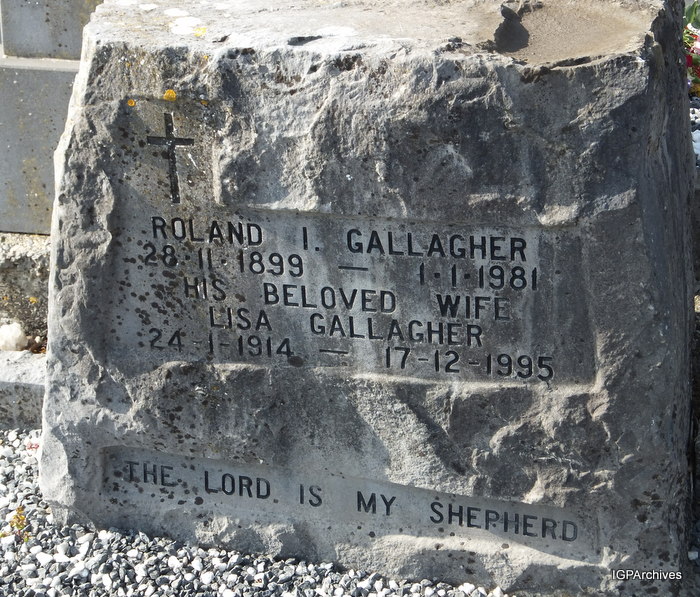 ROLAND I. GALLAGHER
28·11·1899 — 1·1·1981
HIS BELOVED WIFE
LISA GALLAGHER
24-1-1914 — 17-12-1995
THE LORD IS MY SHEPHERD
IGPArchives